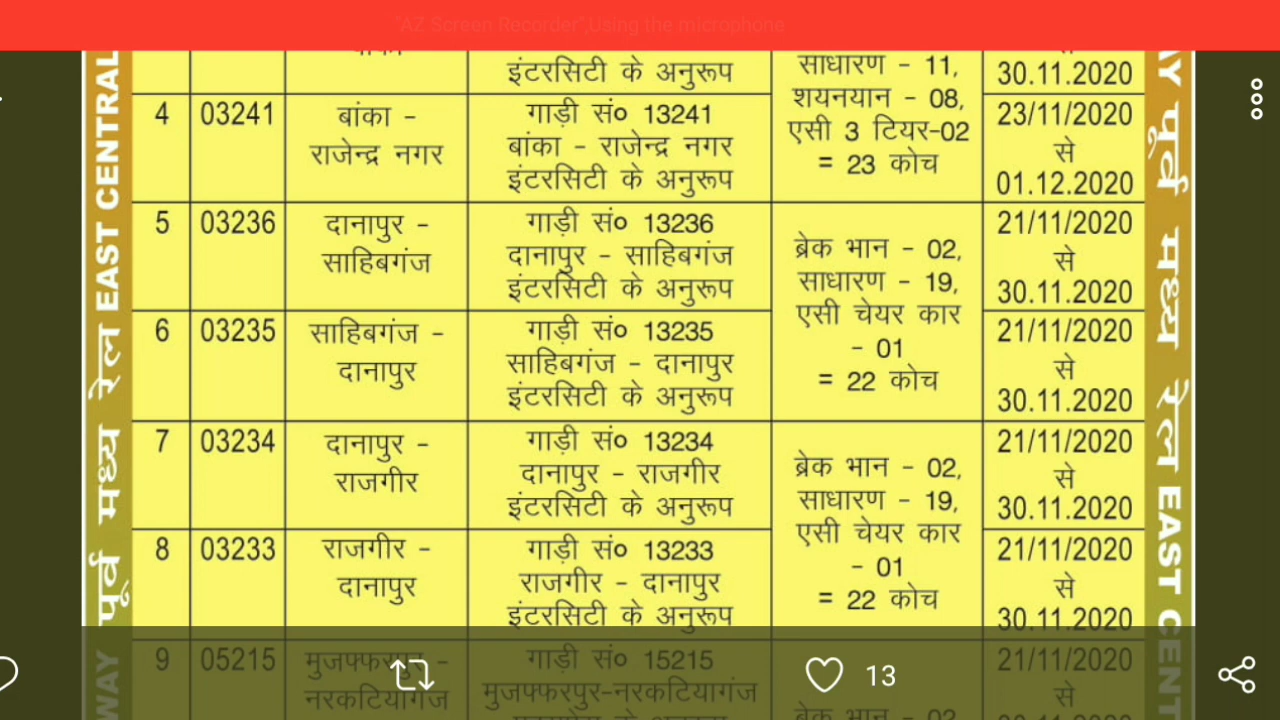 "AZ Screen Recorder",Using the microphone
इंटरसिटी के अनुरूप
साधारण - 11,
शयनयान - 08,
एसी 3 टियर-02
= 23 कोच
30.11.2020
4 03241 बांका -
राजेन्द्र नगर
गाड़ी सं० 13241
बांका - राजेन्द्र नगर
इंटरसिटी के अनुरूप
23/11/2020
से
01.12.2020
5 03236 दानापुर -
साहिबगंज
गाड़ी सं० 13236
दानापुर - साहिबगंज
इंटरसिटी के अनुरूप
ब्रेक भान - 02,
साधारण - 19,
एसी चेयर कार
- 01
= 22 कोच
21/11/2020
से
30.11.2020
6 03235 साहिबगंज -
दानापुर
गाड़ी सं० 13235
साहिबगंज - दानापुर
इंटरसिटी के अनुरूप
21/11/2020
से
30.11.2020
7 03234 दानापुर -
राजगीर
गाड़ी सं० 13234
दानापुर - राजगीर
इंटरसिटी के अनुरूप
ब्रेक भान - 02,
साधारण - 19,
एसी चेयर कार
- 01
= 22 कोच
21/11/2020
से
30.11.2020
8 03233 राजगीर -
दानापुर
गाड़ी सं० 13233
राजगीर - दानापुर
इंटरसिटी के अनुरूप
21/11/2020
से
30.11.2020
9 05215 मुजफ्फरपुर -
नरकटियागंज
गाड़ी सं० 15215
मुजफ्फरपुर-नरकटियागंज
21/11/2020
से
WAY पूर्व मध्य रेल EAST CENTRAL
AY पूर्व मध्य रेल EAST CENT
13